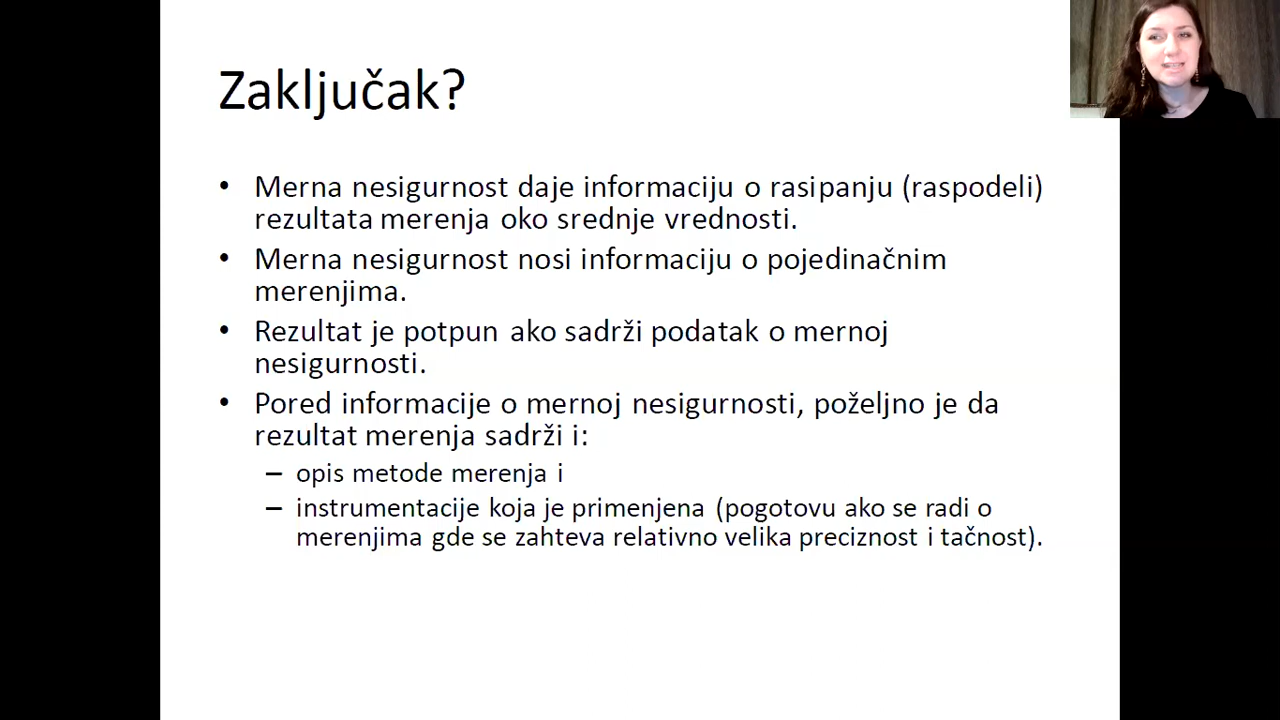 Zaključak?
• Merna nesigurnost daje informaciju o rasipanju (raspodeli)
rezultata merenja oko srednje vrednosti.
• Merna nesigurnost nosi informaciju o pojedinačnim
merenjima.
• Rezultat je potpun ako sadrži podatak o mernoj
nesigurnosti.
• Pored informacije o mernoj nesigurnosti, poželjno je da
rezultat merenja sadrži i:
– opis metode merenja i
– instrumentacije koja je primenjena (pogotovu ako se radi o
merenjima gde se zahteva relativno velika preciznost i tačnost).